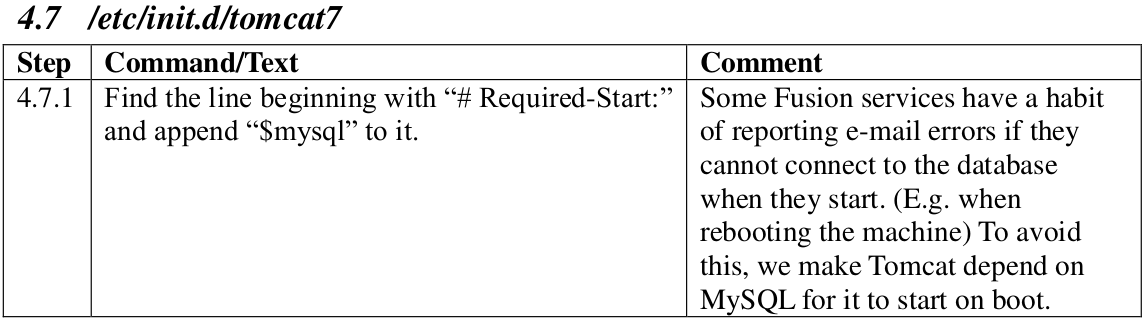 4.7 /etc/init.d/tomcat7
Step Command/Text Comment
4.7.1 Find the line beginning with “# Required-Start:”
and append “$mysql” to it.
Some Fusion services have a habit
of reporting e-mail errors if they
cannot connect to the database
when they start. (E.g. when
rebooting the machine) To avoid
this, we make Tomcat depend on
MySQL for it to start on boot.